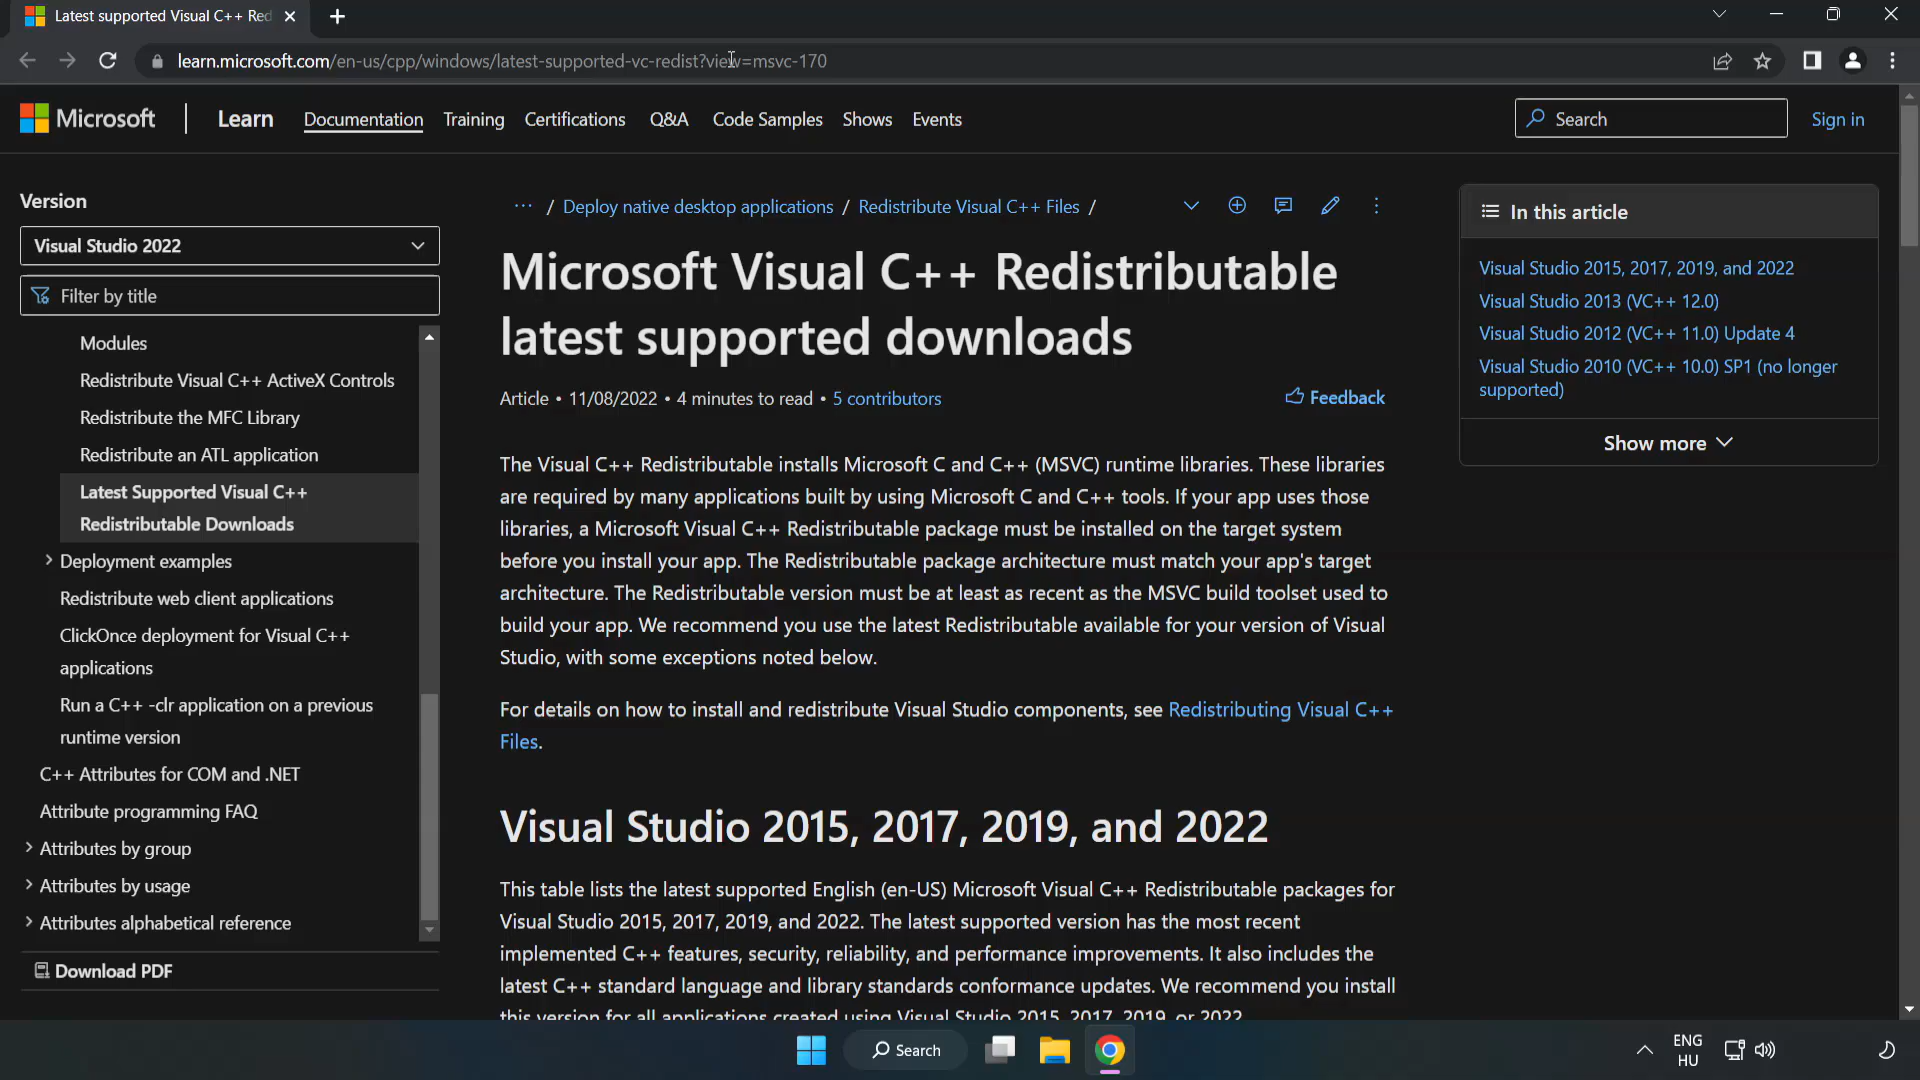 Latest supported Visual C++ Red
learn.microsoft.com/en-us/cpp/windows/latest-supported-vc-redist?view=msvc-170
Microsoft
Learn
Documentation
Training
Certifications
Q&A
Code Samples
Shows
Events
Search
Sign in
Version
Visual Studio 2022
Filter by title
Modules
Redistribute Visual C++ ActiveX Controls
Redistribute the MFC Library
Redistribute an ATL application
Latest Supported Visual C++
Redistributable Downloads
Deployment examples
Redistribute web client applications
ClickOnce deployment for Visual C++
applications
Run a C++ -clr application on a previous
runtime version
C++ Attributes for COM and .NET
Attribute programming FAQ
Attributes by group
Attributes by usage
Attributes alphabetical reference
Download PDF
··· / Deploy native desktop applications / Redistribute Visual C++ Files /
Microsoft Visual C++ Redistributable
latest supported downloads
Article • 11/08/2022 • 4 minutes to read • 5 contributors
Feedback
The Visual C++ Redistributable installs Microsoft C and C++ (MSVC) runtime libraries. These libraries
are required by many applications built by using Microsoft C and C++ tools. If your app uses those
libraries, a Microsoft Visual C++ Redistributable package must be installed on the target system
before you install your app. The Redistributable package architecture must match your app's target
architecture. The Redistributable version must be at least as recent as the MSVC build toolset used to
build your app. We recommend you use the latest Redistributable available for your version of Visual
Studio, with some exceptions noted below.
For details on how to install and redistribute Visual Studio components, see Redistributing Visual C++
Files.
Visual Studio 2015, 2017, 2019, and 2022
This table lists the latest supported English (en-US) Microsoft Visual C++ Redistributable packages for
Visual Studio 2015, 2017, 2019, and 2022. The latest supported version has the most recent
implemented C++ features, security, reliability, and performance improvements. It also includes the
latest C++ standard language and library standards conformance updates. We recommend you install
this version for all applications created using Visual Studio 2015, 2017, 2019, or 2022.
In this article
Visual Studio 2015, 2017, 2019, and 2022
Visual Studio 2013 (VC++ 12.0)
Visual Studio 2012 (VC++ 11.0) Update 4
Visual Studio 2010 (VC++ 10.0) SP1 (no longer
supported)
Show more
Search
ENG
HU